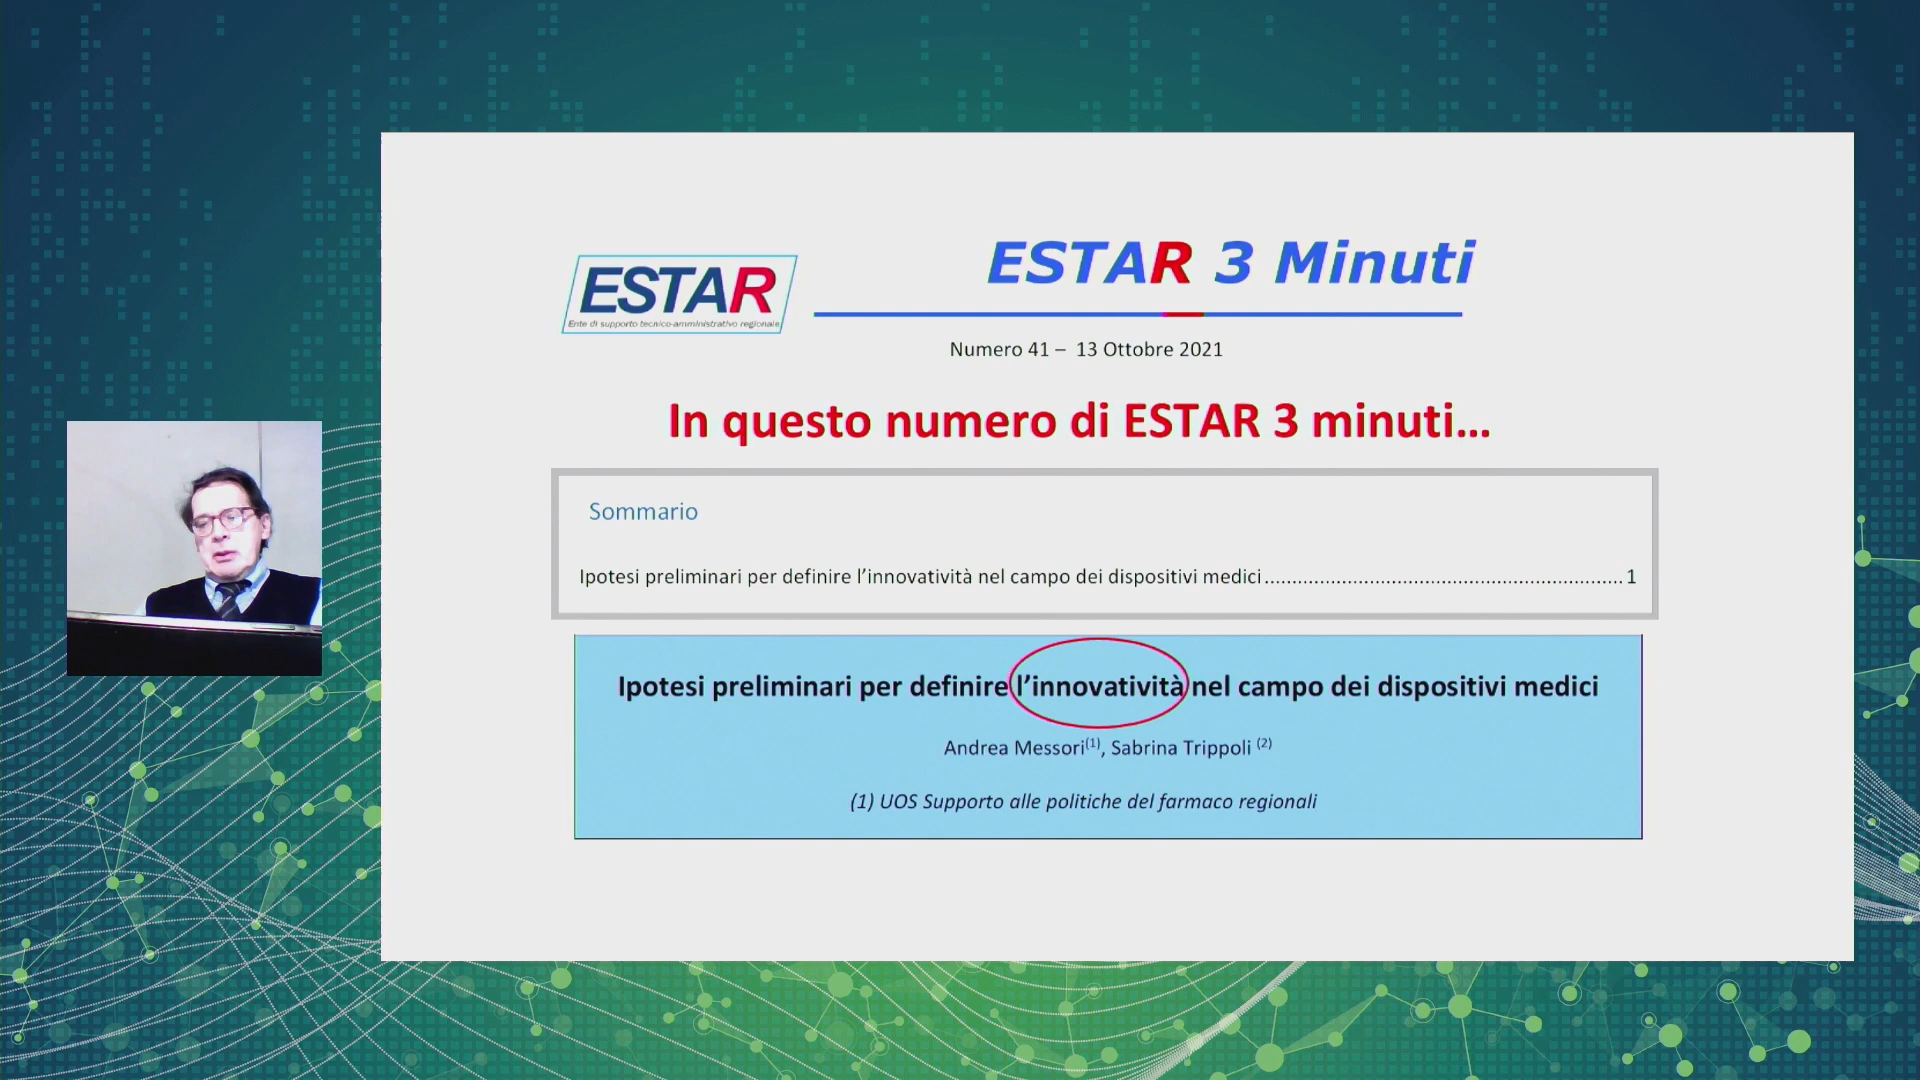 ESTAR
Ente di supporto tecnico-amministrativo regionale
ESTAR 3 Minuti
Numero 41 – 13 Ottobre 2021
In questo numero di ESTAR 3 minuti...
Sommario
Ipotesi preliminari per definire l'innovatività nel campo dei dispositivi medici.................................................................1
Ipotesi preliminari per definire l'innovatività nel campo dei dispositivi medici
Andrea Messori(1), Sabrina Trippoli (2)
(1) UOS Supporto alle politiche del farmaco regionali